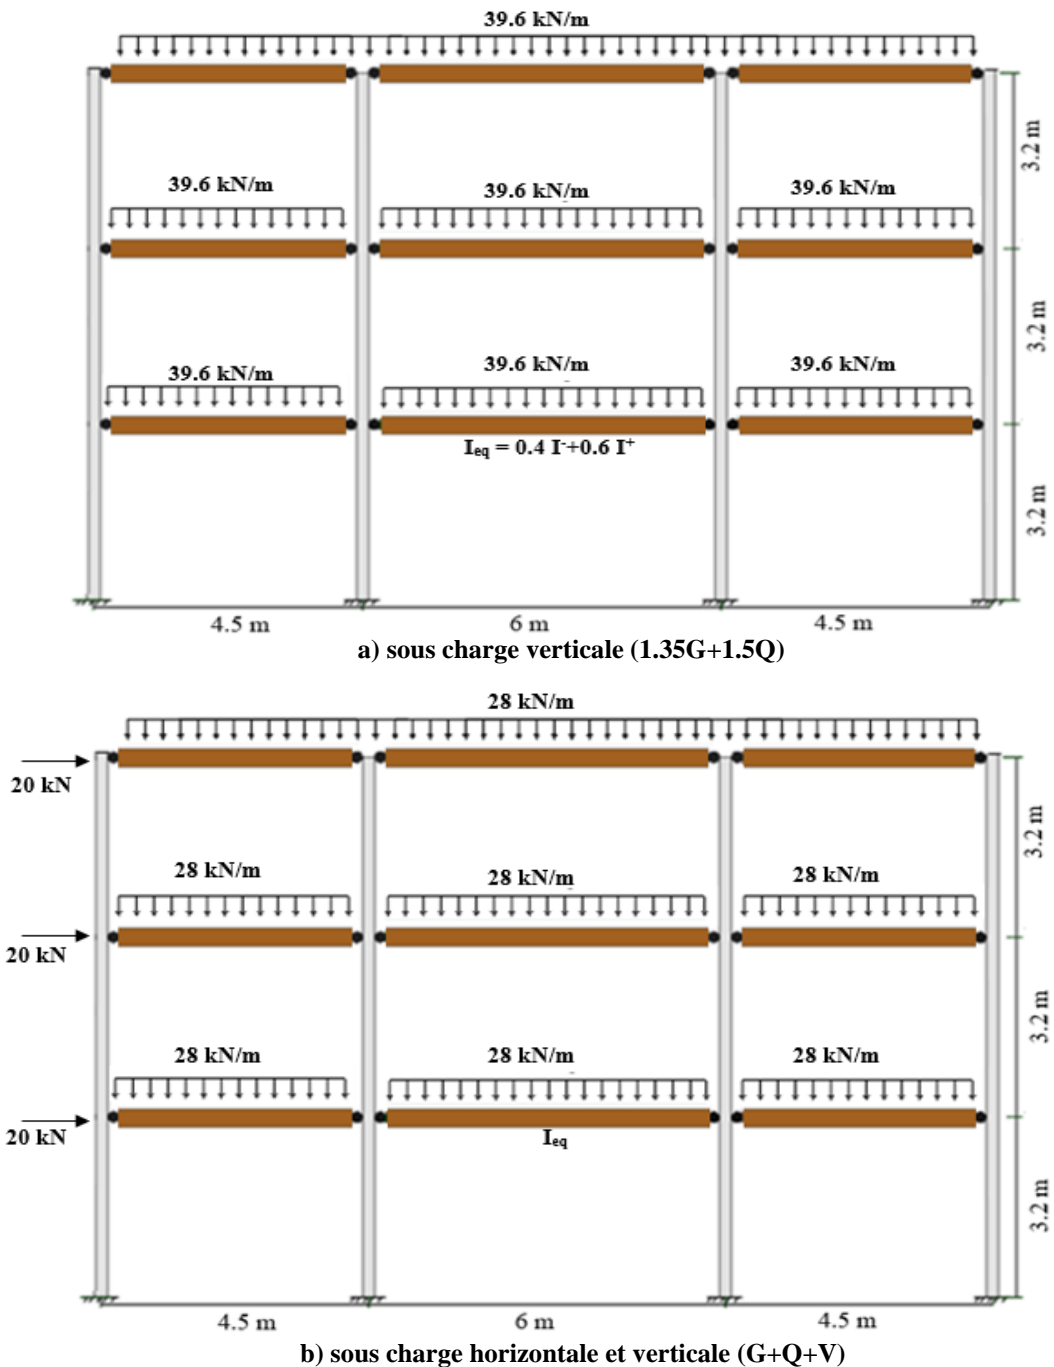 39.6 kN/m
3.2 m
39.6 kN/m
39.6 kN/m
39.6 kN/m
3.2 m
39.6 kN/m
39.6 kN/m
39.6 kN/m
I_eq = 0.4 I⁻+0.6 I⁺
3.2 m
4.5 m
6 m
4.5 m
a) sous charge verticale (1.35G+1.5Q)
28 kN/m
20 kN
3.2 m
28 kN/m
28 kN/m
28 kN/m
20 kN
3.2 m
28 kN/m
28 kN/m
28 kN/m
20 kN
I_eq
3.2 m
4.5 m
6 m
4.5 m
b) sous charge horizontale et verticale (G+Q+V)